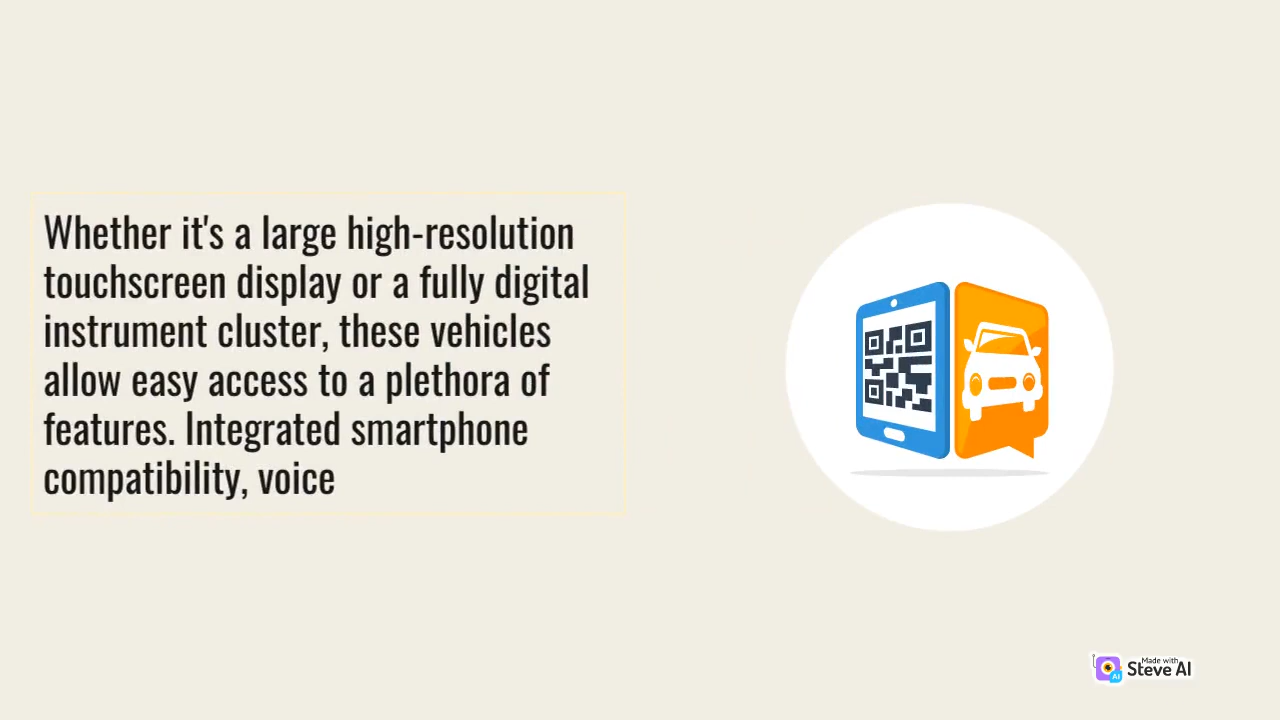 Whether it's a large high-resolution
touchscreen display or a fully digital
instrument cluster, these vehicles
allow easy access to a plethora of
features. Integrated smartphone
compatibility, voice
Made with
Steve AI
AI